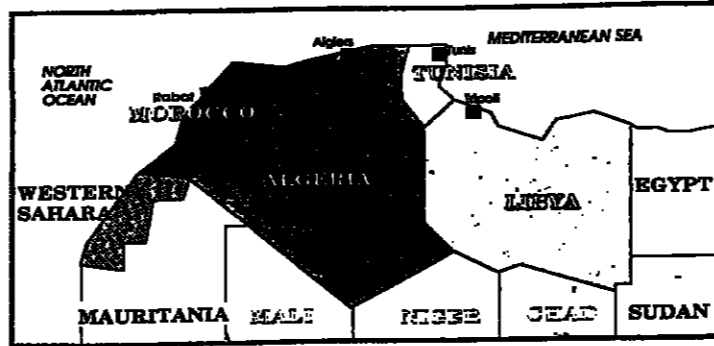 Algiers
Tunis
MEDITERRANEAN SEA
NORTH
ATLANTIC
OCEAN
TUNISIA
Rabat
MOROCCO
Tripoli
ALGERIA
WESTERN
SAHARA
LIBYA
EGYPT
MAURITANIA
MALI
NIGER
CHAD
SUDAN